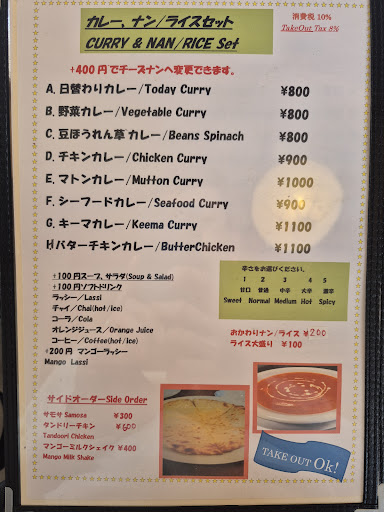 カレー、ナン/ライスセット
CURRY & NAN/RICE Set
消費税 10%
TakeOut Tax 8%
+400円でチーズナンへ変更できます。
A. 日替わりカレー/Today Curry ¥800
B. 野菜カレー/Vegetable Curry ¥800
C. 豆ほうれん草カレー/Beans Spinach ¥800
D. チキンカレー/Chicken Curry ¥900
E. マトンカレー/Mutton Curry ¥1000
F. シーフードカレー/Seafood Curry ¥900
G. キーマカレー/Keema Curry ¥1100
H バターチキンカレー/ButterChicken ¥1100
+100円スープ、サラダ(Soup & Salad)
+100円ソフトドリンク
ラッシー/Lassi
チャイ/Chai(hot/ice)
コーラ/Cola
オレンジジュース/Orange Juice
コーヒー/Coffee(hot/ice)
+200円 マンゴーラッシー
Mango Lassi
辛さをお選びください。
1 2 3 4 5
甘口 普通 中辛 大辛 激辛
Sweet Normal Medium Hot Spicy
おかわりナン/ライス ¥200
ライス大盛り ¥100
サイドオーダーSide Order
サモサ Samosa ¥300
タンドリーチキン ¥600
Tandoori Chicken
マンゴーミルクシェイク ¥400
Mango Milk Shake
TAKE OUT Ok!